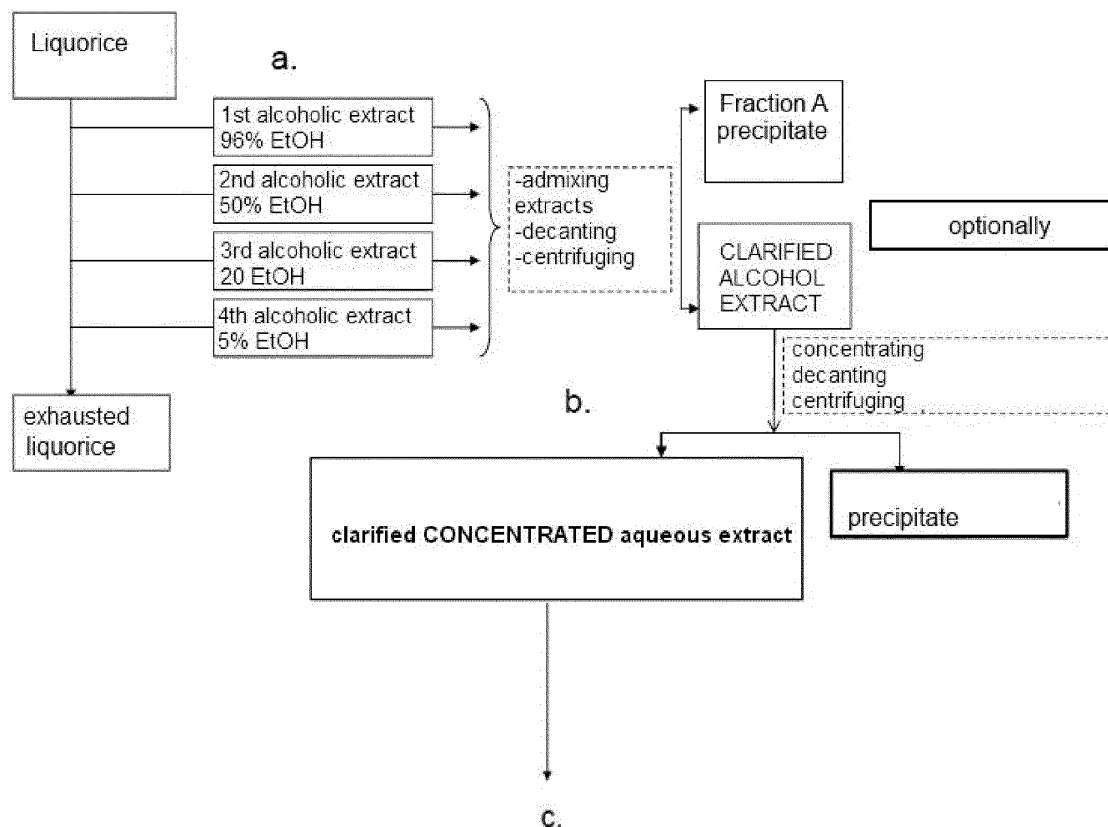 Liquorice
a.
1st alcoholic extract
96% EtOH
2nd alcoholic extract
50% EtOH
3rd alcoholic extract
20 EtOH
4th alcoholic extract
5% EtOH
exhausted
liquorice
-admixing
extracts
-decanting
-centrifuging
Fraction A
precipitate
CLARIFIED
ALCOHOL
EXTRACT
optionally
concentrating
decanting
centrifuging
b.
clarified CONCENTRATED aqueous extract
precipitate
c.